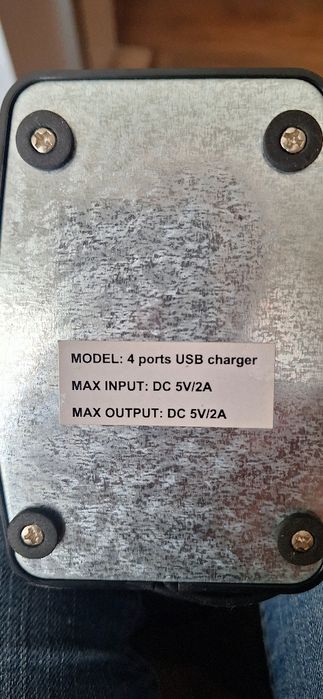 MODEL: 4 ports USB charger
MAX INPUT: DC 5V/2A
MAX OUTPUT: DC 5V/2A